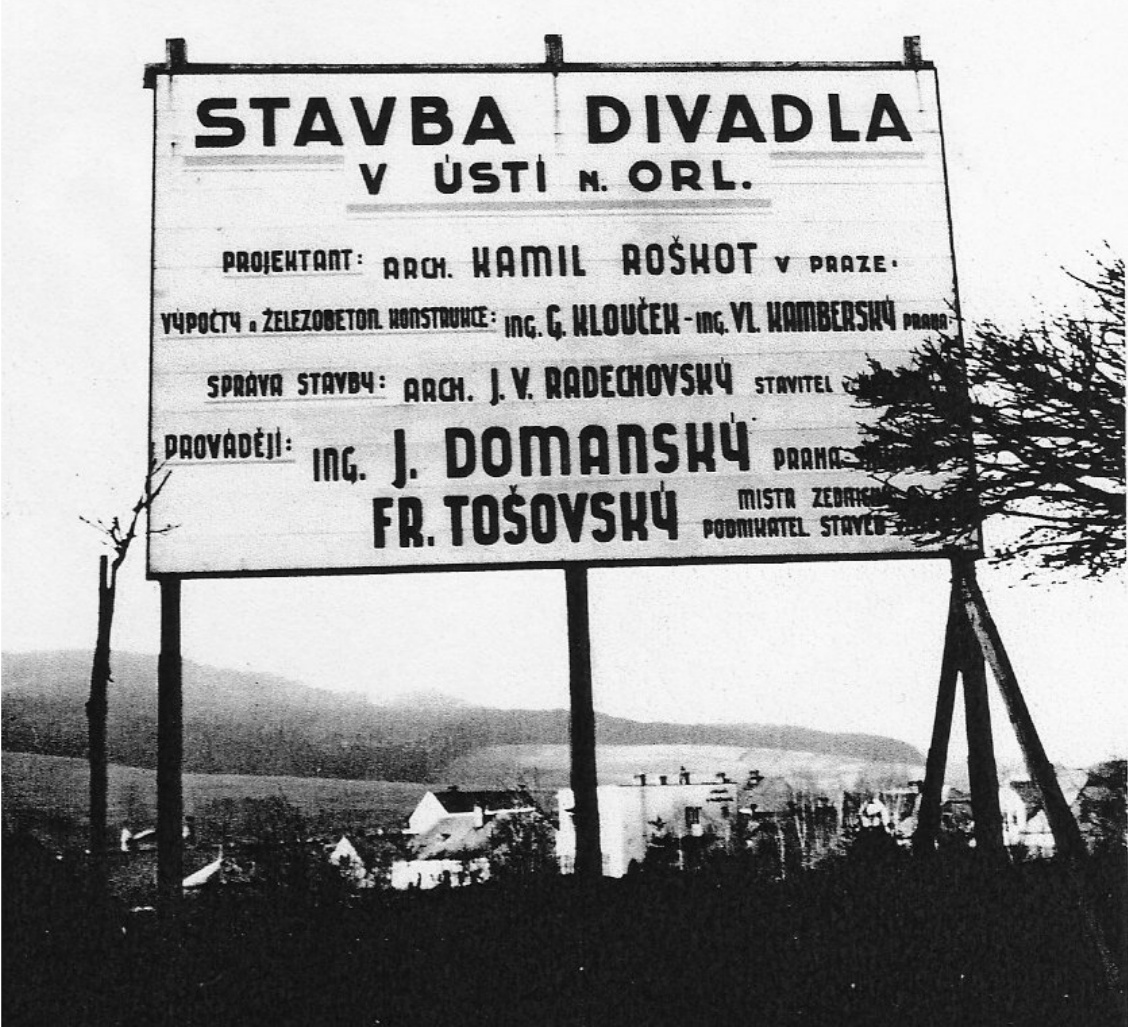 STAVBA DIVADLA
V ÚSTÍ N. ORL.
PROJEKTANT: ARCH. KAMIL ROŠKOT V PRAZE.
VÝPOČTY A ŽELEZOBETON. KONSTRUKCE: ING. G. KLOUČEK - ING. VL. KAMBERSKÝ PRAHA.
SPRÁVA STAVBY: ARCH. J. V. RADECHOVSKÝ STAVITEL
PROVÁDĚJÍ: ING. J. DOMANSKÝ PRAHA
FR. TOŠOVSKÝ MISTR
PODNIKATEL STAVEB